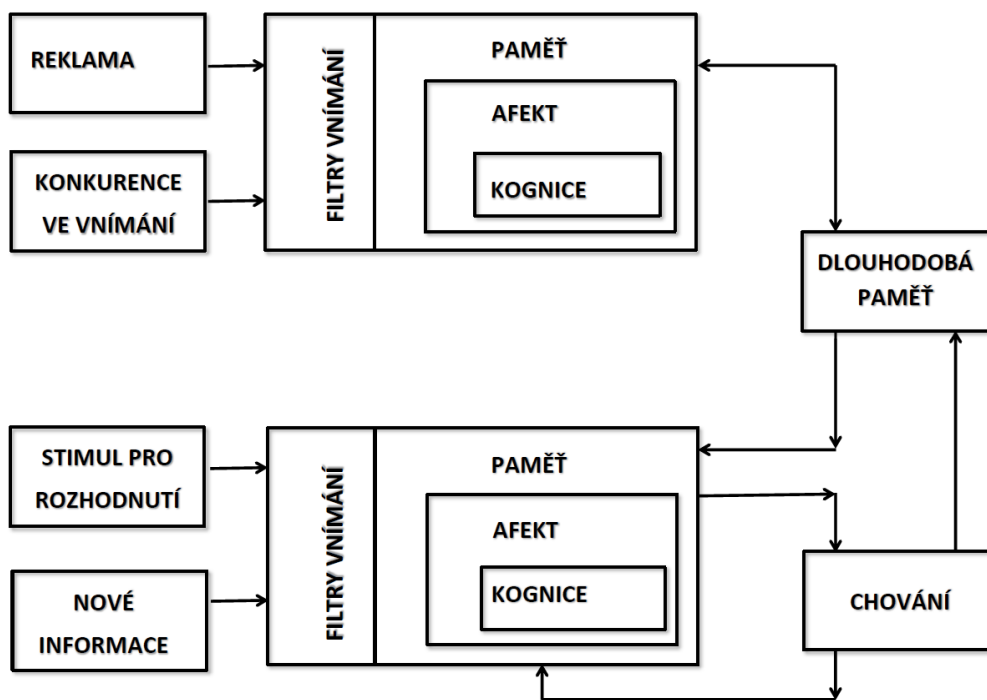 REKLAMA
KONKURENCE
VE VNÍMÁNÍ
FILTRY VNÍMÁNÍ
PAMĚŤ
AFEKT
KOGNICE
DLOUHODOBÁ
PAMĚŤ
STIMUL PRO
ROZHODNUTÍ
NOVÉ
INFORMACE
FILTRY VNÍMÁNÍ
PAMĚŤ
AFEKT
KOGNICE
CHOVÁNÍ